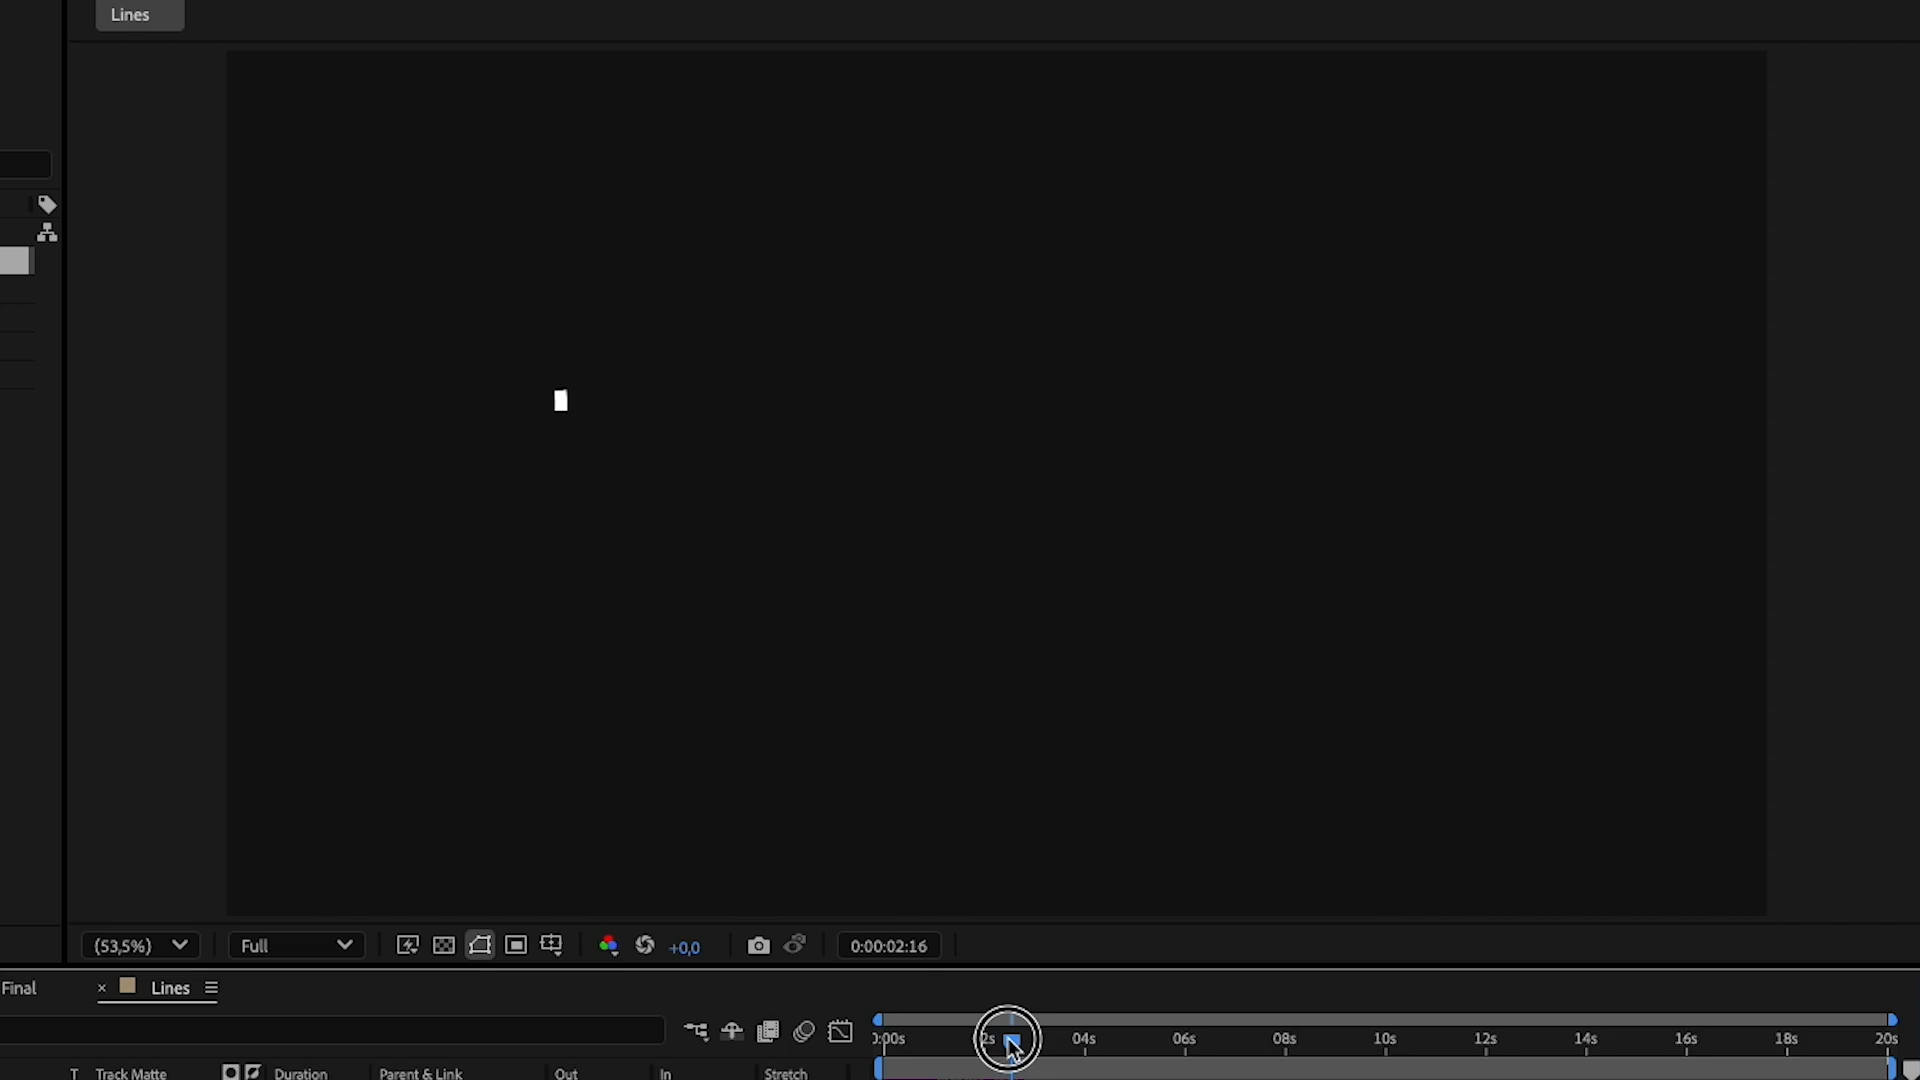 Lines
(53,5%) Full +0,0 0:00:02:16
Final × Lines
0:00s 2s 04s 06s 08s 10s 12s 14s 16s 18s 20s
T Track Matte Duration Parent & Link Out In Stretch